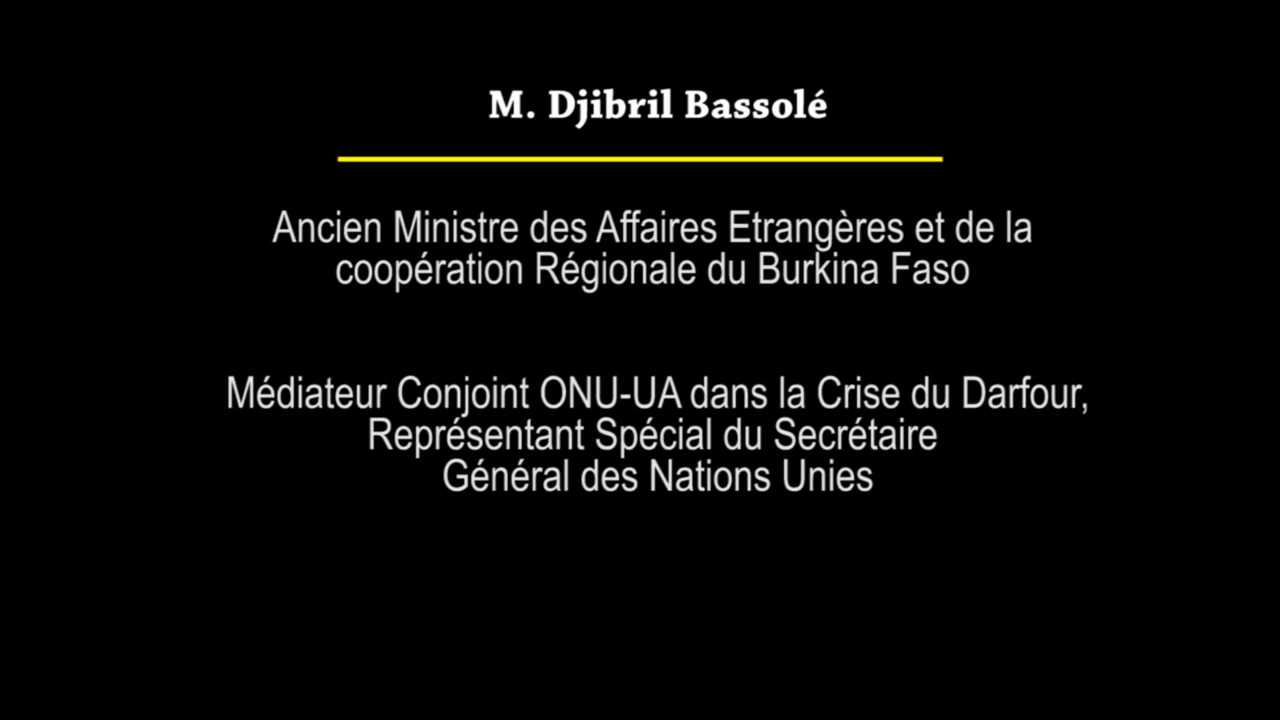 M. Djibril Bassolé
Ancien Ministre des Affaires Etrangères et de la
coopération Régionale du Burkina Faso
Médiateur Conjoint ONU-UA dans la Crise du Darfour,
Représentant Spécial du Secrétaire
Général des Nations Unies